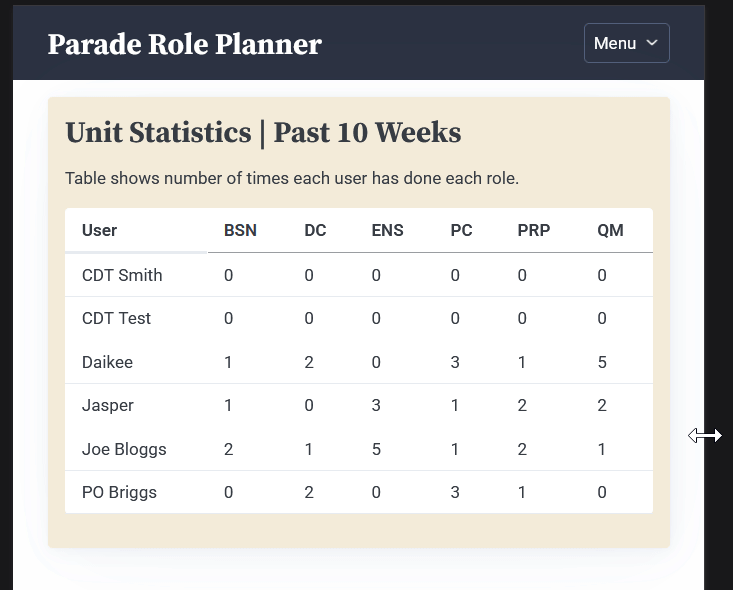 Parade Role Planner
Menu
Unit Statistics | Past 10 Weeks
Table shows number of times each user has done each role.
User BSN DC ENS PC PRP QM
CDT Smith 0 0 0 0 0 0
CDT Test 0 0 0 0 0 0
Daikee 1 2 0 3 1 5
Jasper 1 0 3 1 2 2
Joe Bloggs 2 1 5 1 2 1
PO Briggs 0 2 0 3 1 0